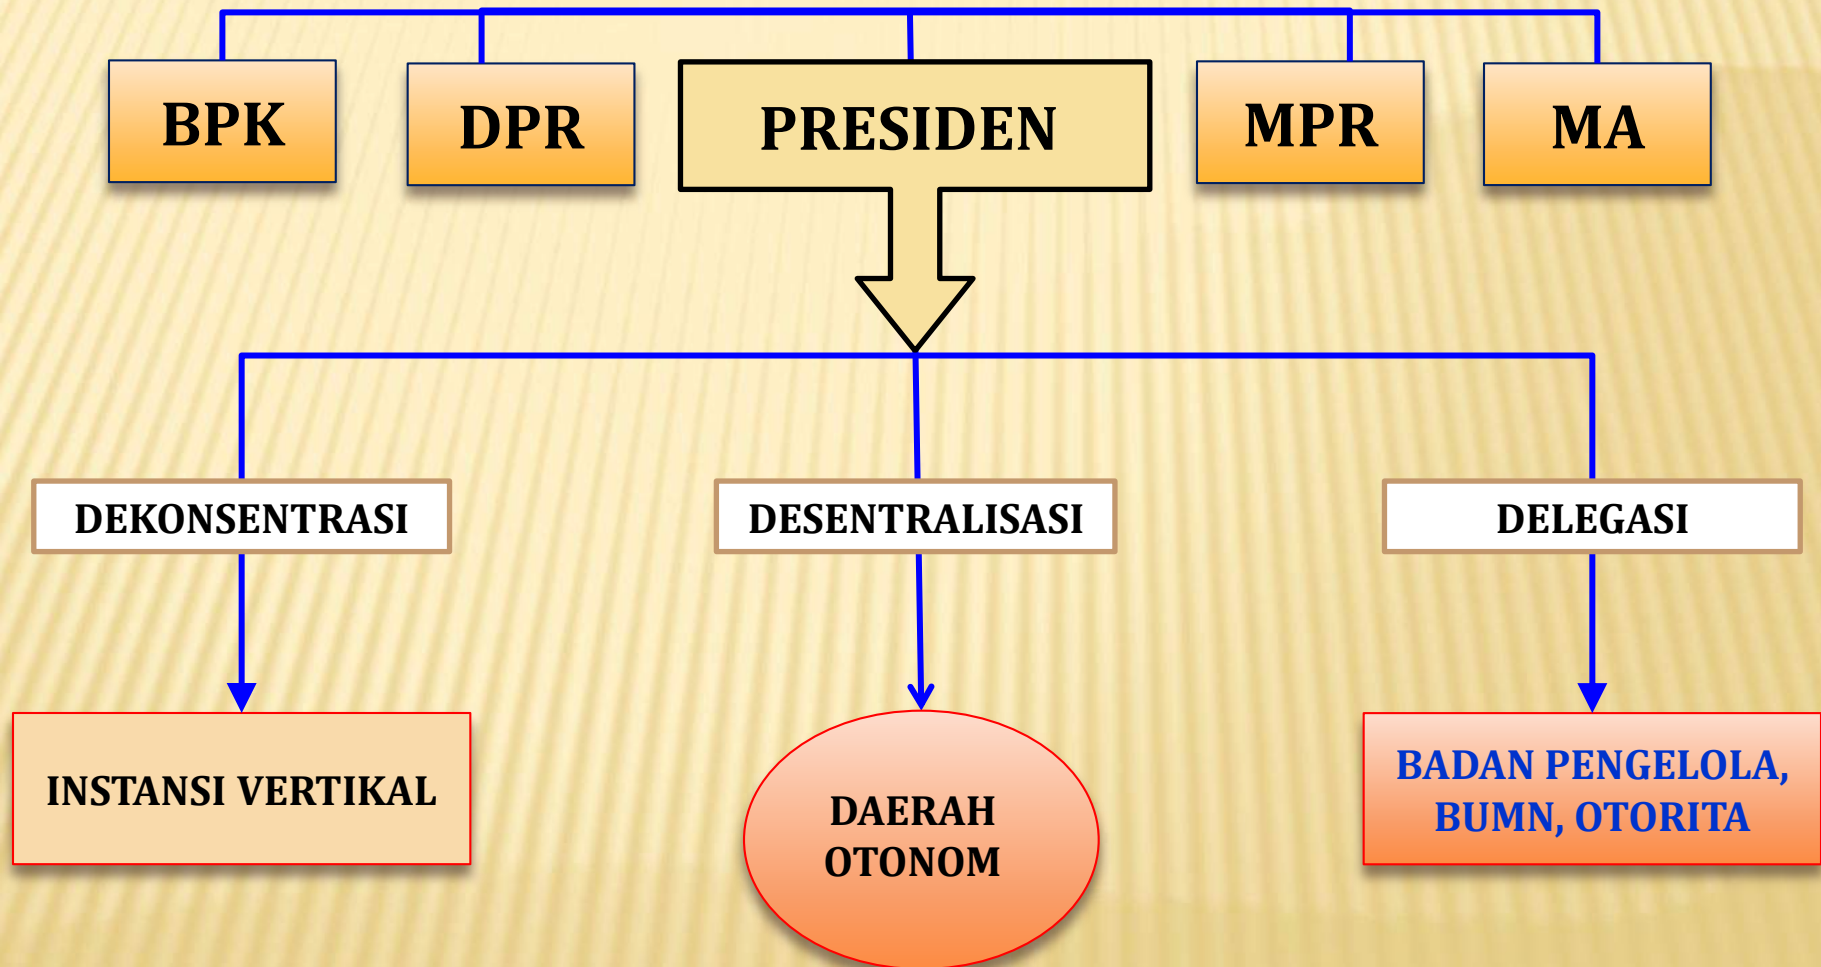 BPK
DPR
PRESIDEN
MPR
MA
DEKONSENTRASI
DESENTRALISASI
DELEGASI
INSTANSI VERTIKAL
DAERAH
OTONOM
BADAN PENGELOLA,
BUMN, OTORITA